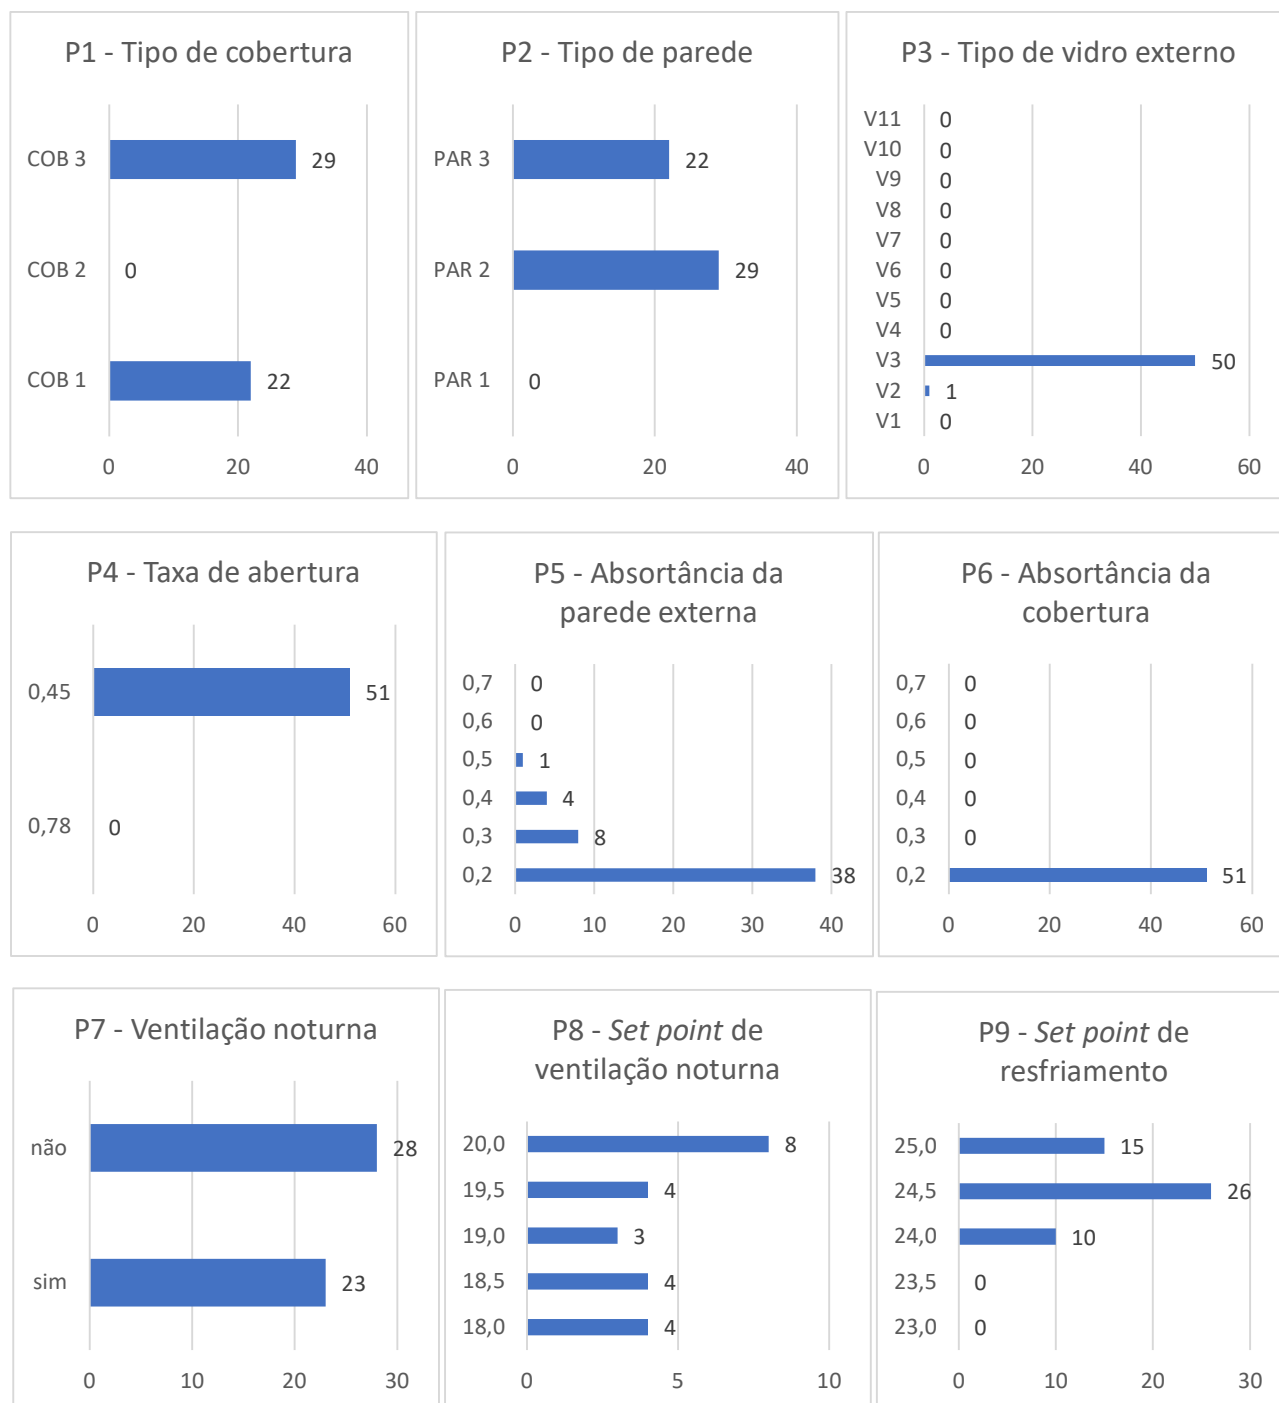 P1 - Tipo de cobertura
COB 3
29
COB 2
0
COB 1
22
0 20 40
P2 - Tipo de parede
PAR 3
22
PAR 2
29
PAR 1
0
0 20 40
P3 - Tipo de vidro externo
V11 0
V10 0
V9 0
V8 0
V7 0
V6 0
V5 0
V4 0
V3 50
V2 1
V1 0
0 20 40 60
P4 - Taxa de abertura
0,45 51
0,78 0
0 20 40 60
P5 - Absortância da
parede externa
0,7 0
0,6 0
0,5 1
0,4 4
0,3 8
0,2 38
0 10 20 30 40
P6 - Absortância da
cobertura
0,7 0
0,6 0
0,5 0
0,4 0
0,3 0
0,2 51
0 20 40 60
P7 - Ventilação noturna
não 28
sim 23
0 10 20 30
P8 - Set point de
ventilação noturna
20,0 8
19,5 4
19,0 3
18,5 4
18,0 4
0 5 10
P9 - Set point de
resfriamento
25,0 15
24,5 26
24,0 10
23,5 0
23,0 0
0 10 20 30